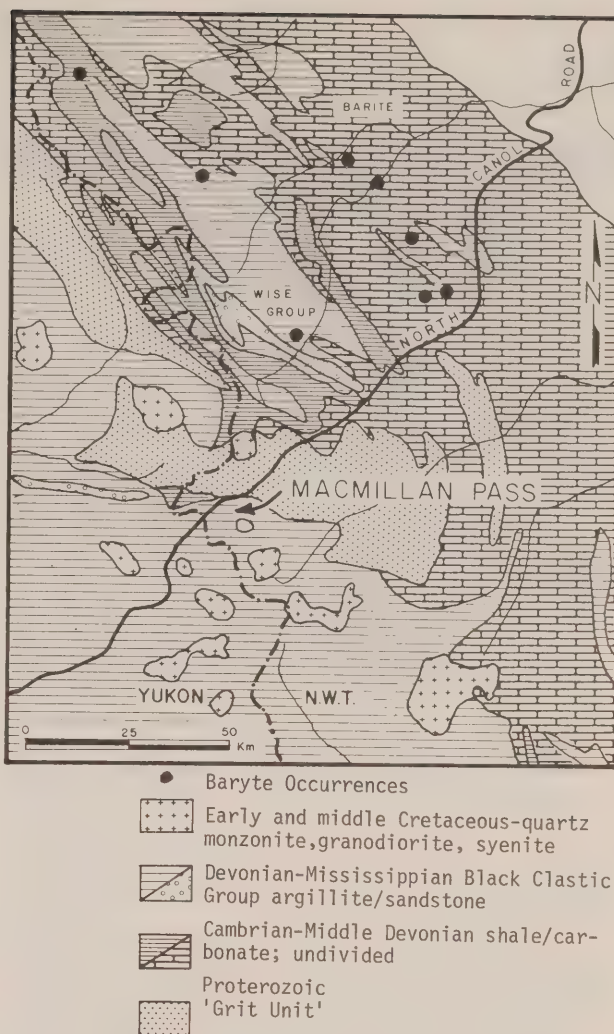 BARITE
ROAD
CANOL
NORTH
N
WISE
GROUP
MACMILLAN PASS
YUKON
N.W.T.
0 25 50
Km
Baryte Occurrences
Early and middle Cretaceous-quartz
monzonite,granodiorite, syenite
Devonian-Mississippian Black Clastic
Group argillite/sandstone
Cambrian-Middle Devonian shale/car-
bonate; undivided
Proterozoic
'Grit Unit'